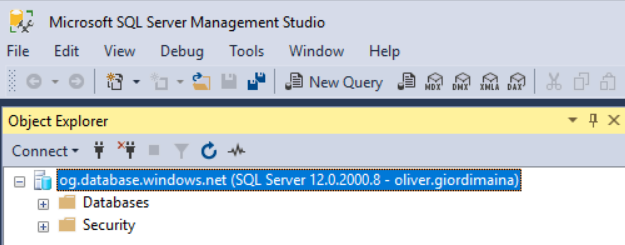 Microsoft SQL Server Management Studio
File Edit View Debug Tools Window Help
New Query MDX DMX XMLA DAX
Object Explorer
Connect
og.database.windows.net (SQL Server 12.0.2000.8 - oliver.giordimaina)
Databases
Security